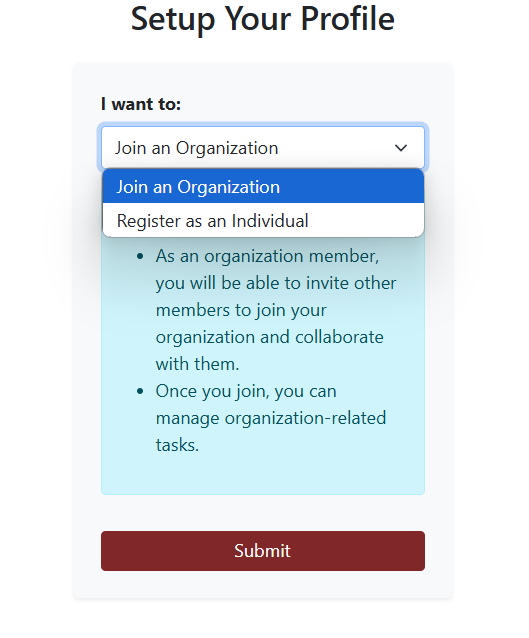 Setup Your Profile
I want to:
Join an Organization
Join an Organization
Register as an Individual
As an organization member,
you will be able to invite other
members to join your
organization and collaborate
with them.
Once you join, you can
manage organization-related
tasks.
Submit